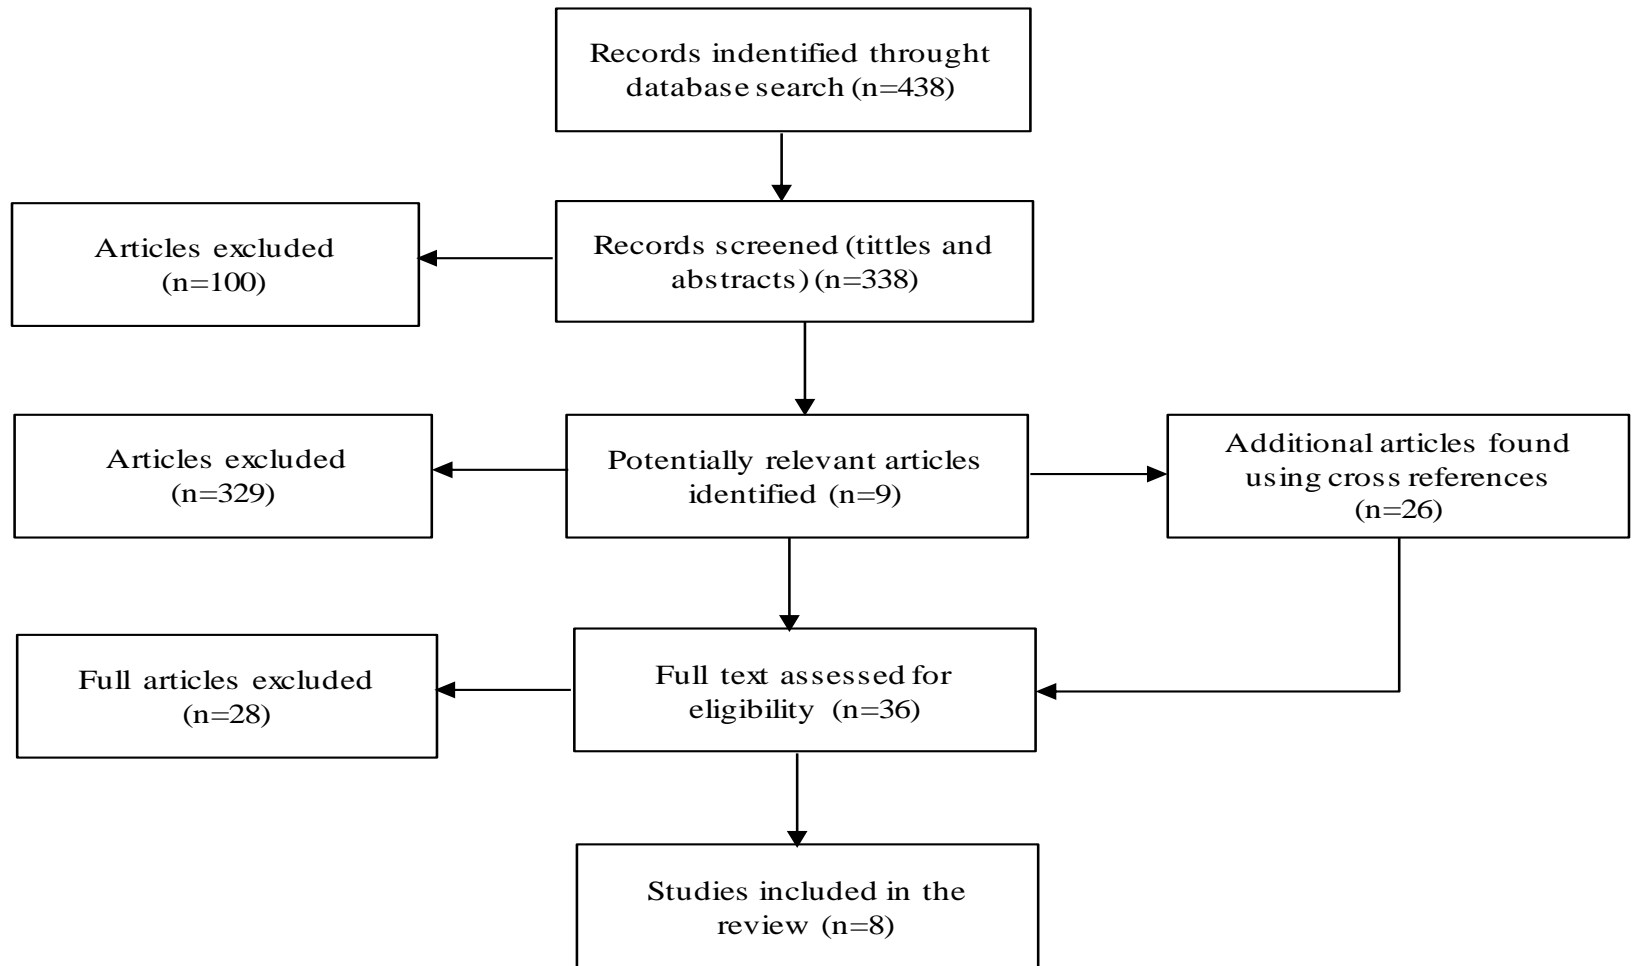 Records indentified throught
database search (n=438)
Articles excluded
(n=100)
Records screened (tittles and
abstracts) (n=338)
Articles excluded
(n=329)
Potentially relevant articles
identified (n=9)
Additional articles found
using cross references
(n=26)
Full articles excluded
(n=28)
Full text assessed for
eligibility (n=36)
Studies included in the
review (n=8)